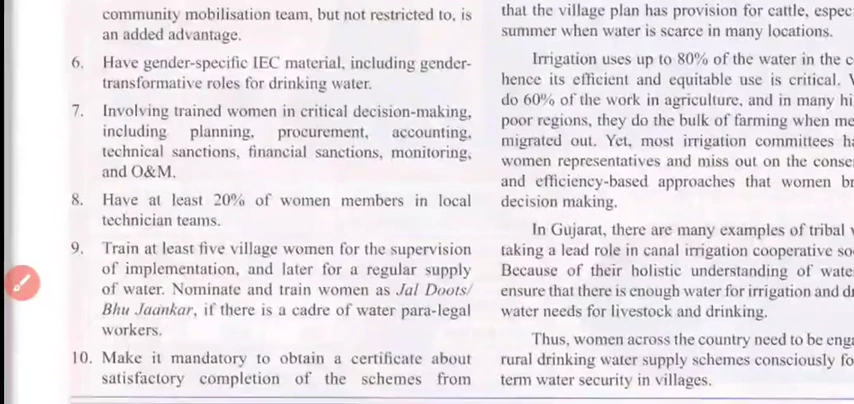 community mobilisation team, but not restricted to, is
an added advantage.
6. Have gender-specific IEC material, including gender-
transformative roles for drinking water.
7. Involving trained women in critical decision-making,
including planning, procurement, accounting,
technical sanctions, financial sanctions, monitoring,
and O&M.
8. Have at least 20% of women members in local
technician teams.
9. Train at least five village women for the supervision
of implementation, and later for a regular supply
of water. Nominate and train women as Jal Doots/
Bhu Jaankar, if there is a cadre of water para-legal
workers.
10. Make it mandatory to obtain a certificate about
satisfactory completion of the schemes from
that the village plan has provision for cattle,
summer when water is scarce in many locations.
Irrigation uses up to 80% of the water in the
hence its efficient and equitable use is critical.
do 60% of the work in agriculture, and in many
poor regions, they do the bulk of farming when
migrated out. Yet, most irrigation committees
women representatives and miss out on the
and efficiency-based approaches that women
decision making.
In Gujarat, there are many examples of tribal
taking a lead role in canal irrigation cooperative
Because of their holistic understanding of
ensure that there is enough water for irrigation and
water needs for livestock and drinking.
Thus, women across the country need to be
rural drinking water supply schemes consciously
term water security in villages.